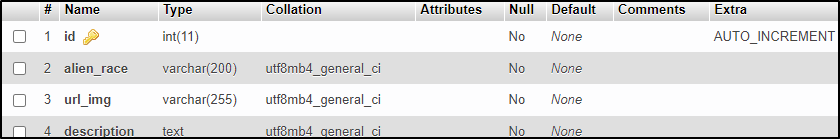 # Name Type Collation Attributes Null Default Comments Extra
1 id int(11) No None AUTO_INCREMENT
2 alien_race varchar(200) utf8mb4_general_ci No None
3 url_img varchar(255) utf8mb4_general_ci No None
4 description text utf8mb4_general_ci No None